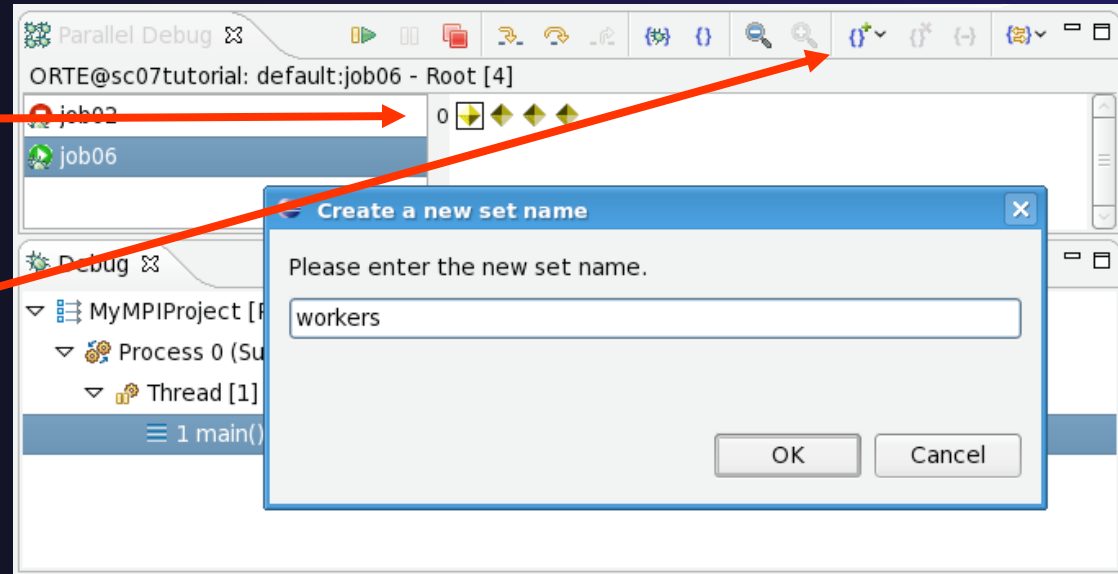 Parallel Debug
ORTE@sc07tutorial: default:job06 - Root [4]
job02
0
job06
Create a new set name
Please enter the new set name.
workers
OK
Cancel
Debug
MyMPIProject [
Process 0 (Su
Thread [1]
1 main()